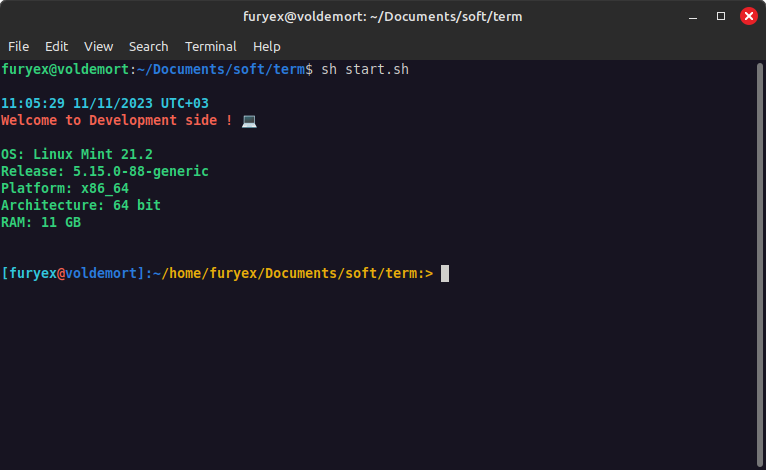 furyex@voldemort: ~/Documents/soft/term
File Edit View Search Terminal Help
furyex@voldemort:~/Documents/soft/term$ sh start.sh
11:05:29 11/11/2023 UTC+03
Welcome to Development side ! 💻
OS: Linux Mint 21.2
Release: 5.15.0-88-generic
Platform: x86_64
Architecture: 64 bit
RAM: 11 GB
[furyex@voldemort]:~/home/furyex/Documents/soft/term:>